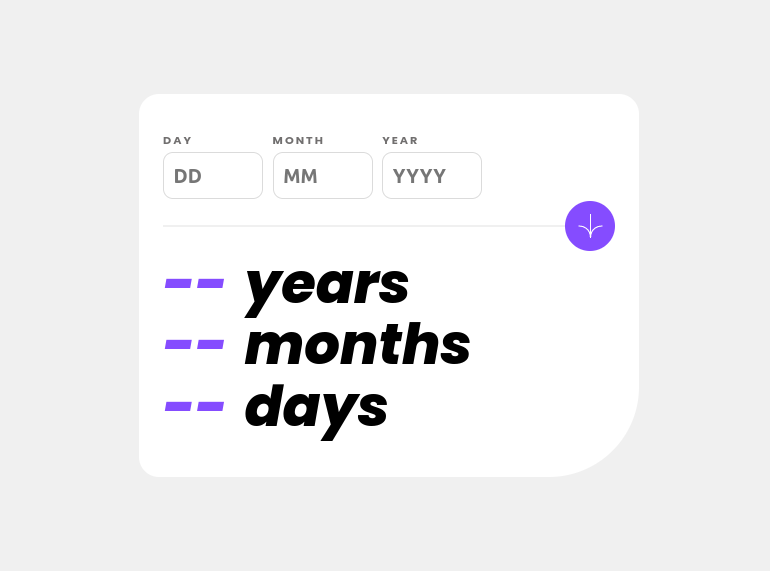 DAY MONTH YEAR
DD MM YYYY
-- years
-- months
-- days